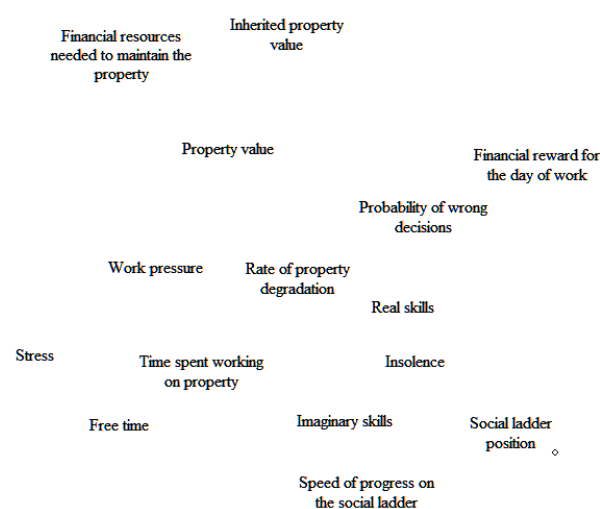 Inherited property
value
Financial resources
needed to maintain the
property
Property value
Financial reward for
the day of work
Probability of wrong
decisions
Work pressure
Rate of property
degradation
Real skills
Stress
Time spent working
on property
Insolence
Free time
Imaginary skills
Social ladder
position
Speed of progress on
the social ladder